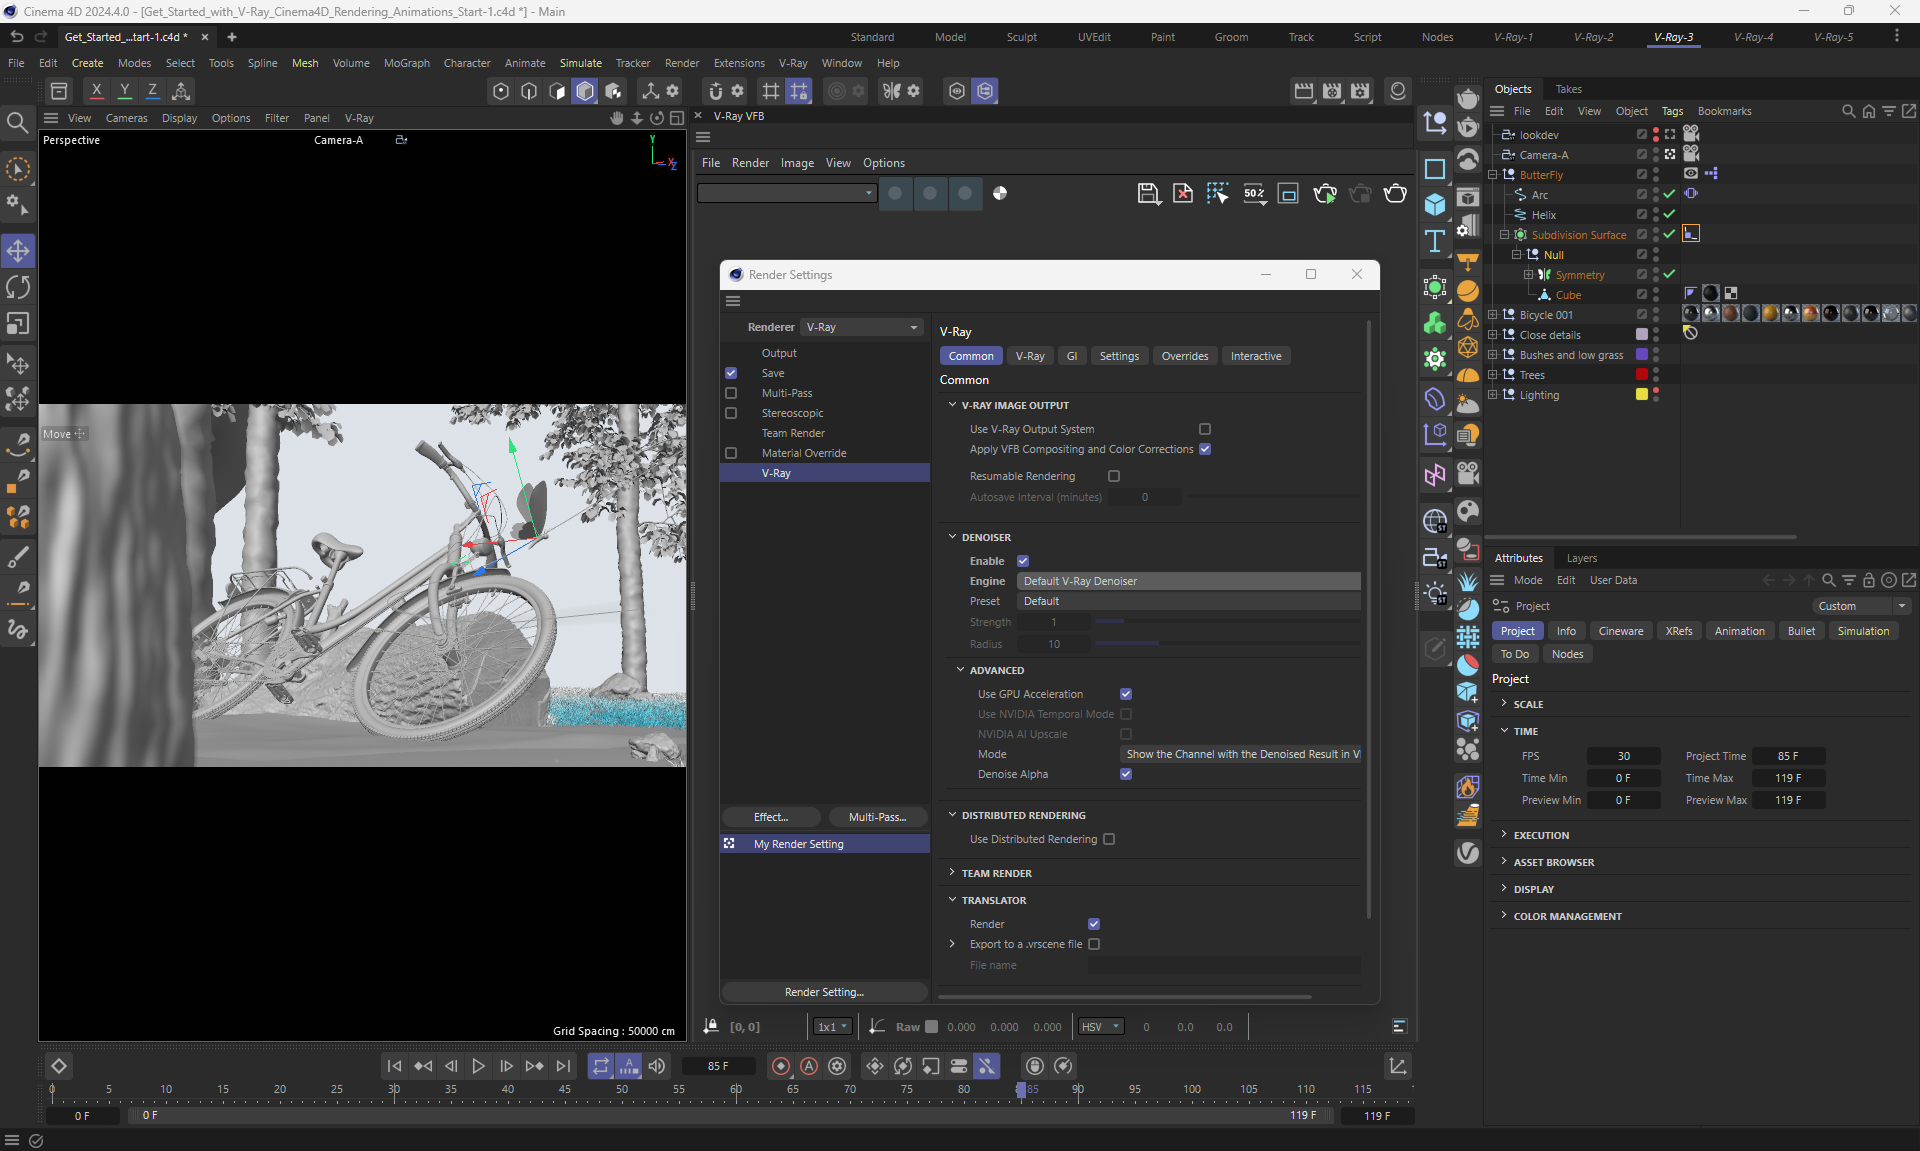 Cinema 4D 2024.4.0 - [Get_Started_with_V-Ray_Cinema4D_Rendering_Animations_Start-1.c4d *] - Main
Get_Started_...tart-1.c4d *
Standard Model Sculpt UVEdit Paint Groom Track Script Nodes V-Ray-1 V-Ray-2 V-Ray-3 V-Ray-4 V-Ray-5
File Edit Create Modes Select Tools Spline Mesh Volume MoGraph Character Animate Simulate Tracker Render Extensions V-Ray Window Help
X Y Z
View Cameras Display Options Filter Panel V-Ray
Perspective
Camera-A
Y
X
Z
Move
Grid Spacing : 50000 cm
V-Ray VFB
File Render Image View Options
50%
Render Settings
Renderer V-Ray
Output
Save
Multi-Pass
Stereoscopic
Team Render
Material Override
V-Ray
Effect...
Multi-Pass...
My Render Setting
Render Setting...
V-Ray
Common V-Ray GI Settings Overrides Interactive
Common
V-RAY IMAGE OUTPUT
Use V-Ray Output System
Apply VFB Compositing and Color Corrections
Resumable Rendering
Autosave Interval (minutes) 0
DENOISER
Enable
Engine Default V-Ray Denoiser
Preset Default
Strength 1
Radius 10
ADVANCED
Use GPU Acceleration
Use NVIDIA Temporal Mode
NVIDIA AI Upscale
Mode Show the Channel with the Denoised Result in V
Denoise Alpha
DISTRIBUTED RENDERING
Use Distributed Rendering
TEAM RENDER
TRANSLATOR
Render
Export to a .vrscene file
File name
[0, 0] 1x1 Raw 0.000 0.000 0.000 HSV 0 0.0 0.0
85 F
0 5 10 15 20 25 30 35 40 45 50 55 60 65 70 75 80 85 90 95 100 105 110 115
0 F 0 F 119 F 119 F
Objects Takes
File Edit View Object Tags Bookmarks
lookdev
Camera-A
ButterFly
Arc
Helix
Subdivision Surface
Null
Symmetry
Cube
Bicycle 001
Close details
Bushes and low grass
Trees
Lighting
ST
ST
ST
Attributes Layers
Mode Edit User Data
Project Custom
Project Info Cineware XRefs Animation Bullet Simulation
To Do Nodes
Project
SCALE
TIME
FPS 30 Project Time 85 F
Time Min 0 F Time Max 119 F
Preview Min 0 F Preview Max 119 F
EXECUTION
ASSET BROWSER
DISPLAY
COLOR MANAGEMENT